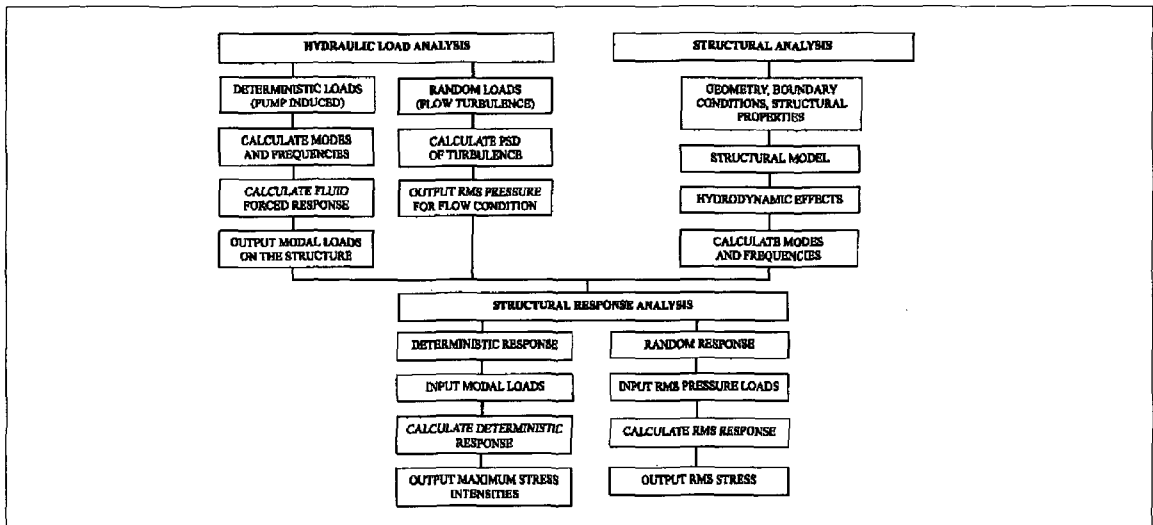 HYDRAULIC LOAD ANALYSIS
DETERMINISTIC LOADS
(PUMP INDUCED)
CALCULATE MODES
AND FREQUENCIES
CALCULATE FLUID
FORCED RESPONSE
OUTPUT MODAL LOADS
ON THE STRUCTURE
RANDOM LOADS
(FLOW TURBULENCE)
CALCULATE PSD
OF TURBULENCE
OUTPUT RMS PRESSURE
FOR FLOW CONDITION
STRUCTURAL ANALYSIS
GEOMETRY, BOUNDARY
CONDITIONS, STRUCTURAL
PROPERTIES
STRUCTURAL MODEL
HYDRODYNAMIC EFFECTS
CALCULATE MODES
AND FREQUENCIES
STRUCTURAL RESPONSE ANALYSIS
DETERMINISTIC RESPONSE
INPUT MODAL LOADS
CALCULATE DETERMINISTIC
RESPONSE
OUTPUT MAXIMUM STRESS
INTENSITIES
RANDOM RESPONSE
INPUT RMS PRESSURE LOADS
CALCULATE RMS RESPONSE
OUTPUT RMS STRESS